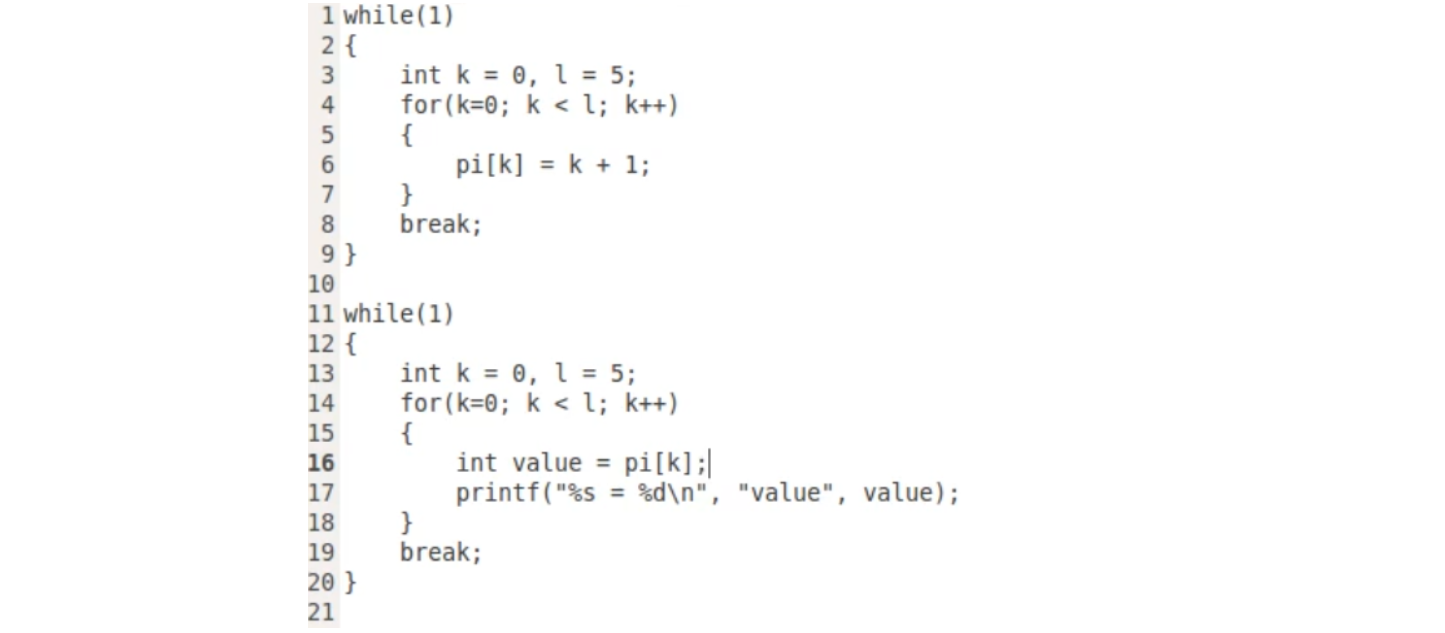 1 while(1)
2 {
3     int k = 0, l = 5;
4     for(k=0; k < l; k++)
5     {
6         pi[k] = k + 1;
7     }
8     break;
9 }
10
11 while(1)
12 {
13     int k = 0, l = 5;
14     for(k=0; k < l; k++)
15     {
16         int value = pi[k];
17         printf("%s = %d\n", "value", value);
18     }
19     break;
20 }
21